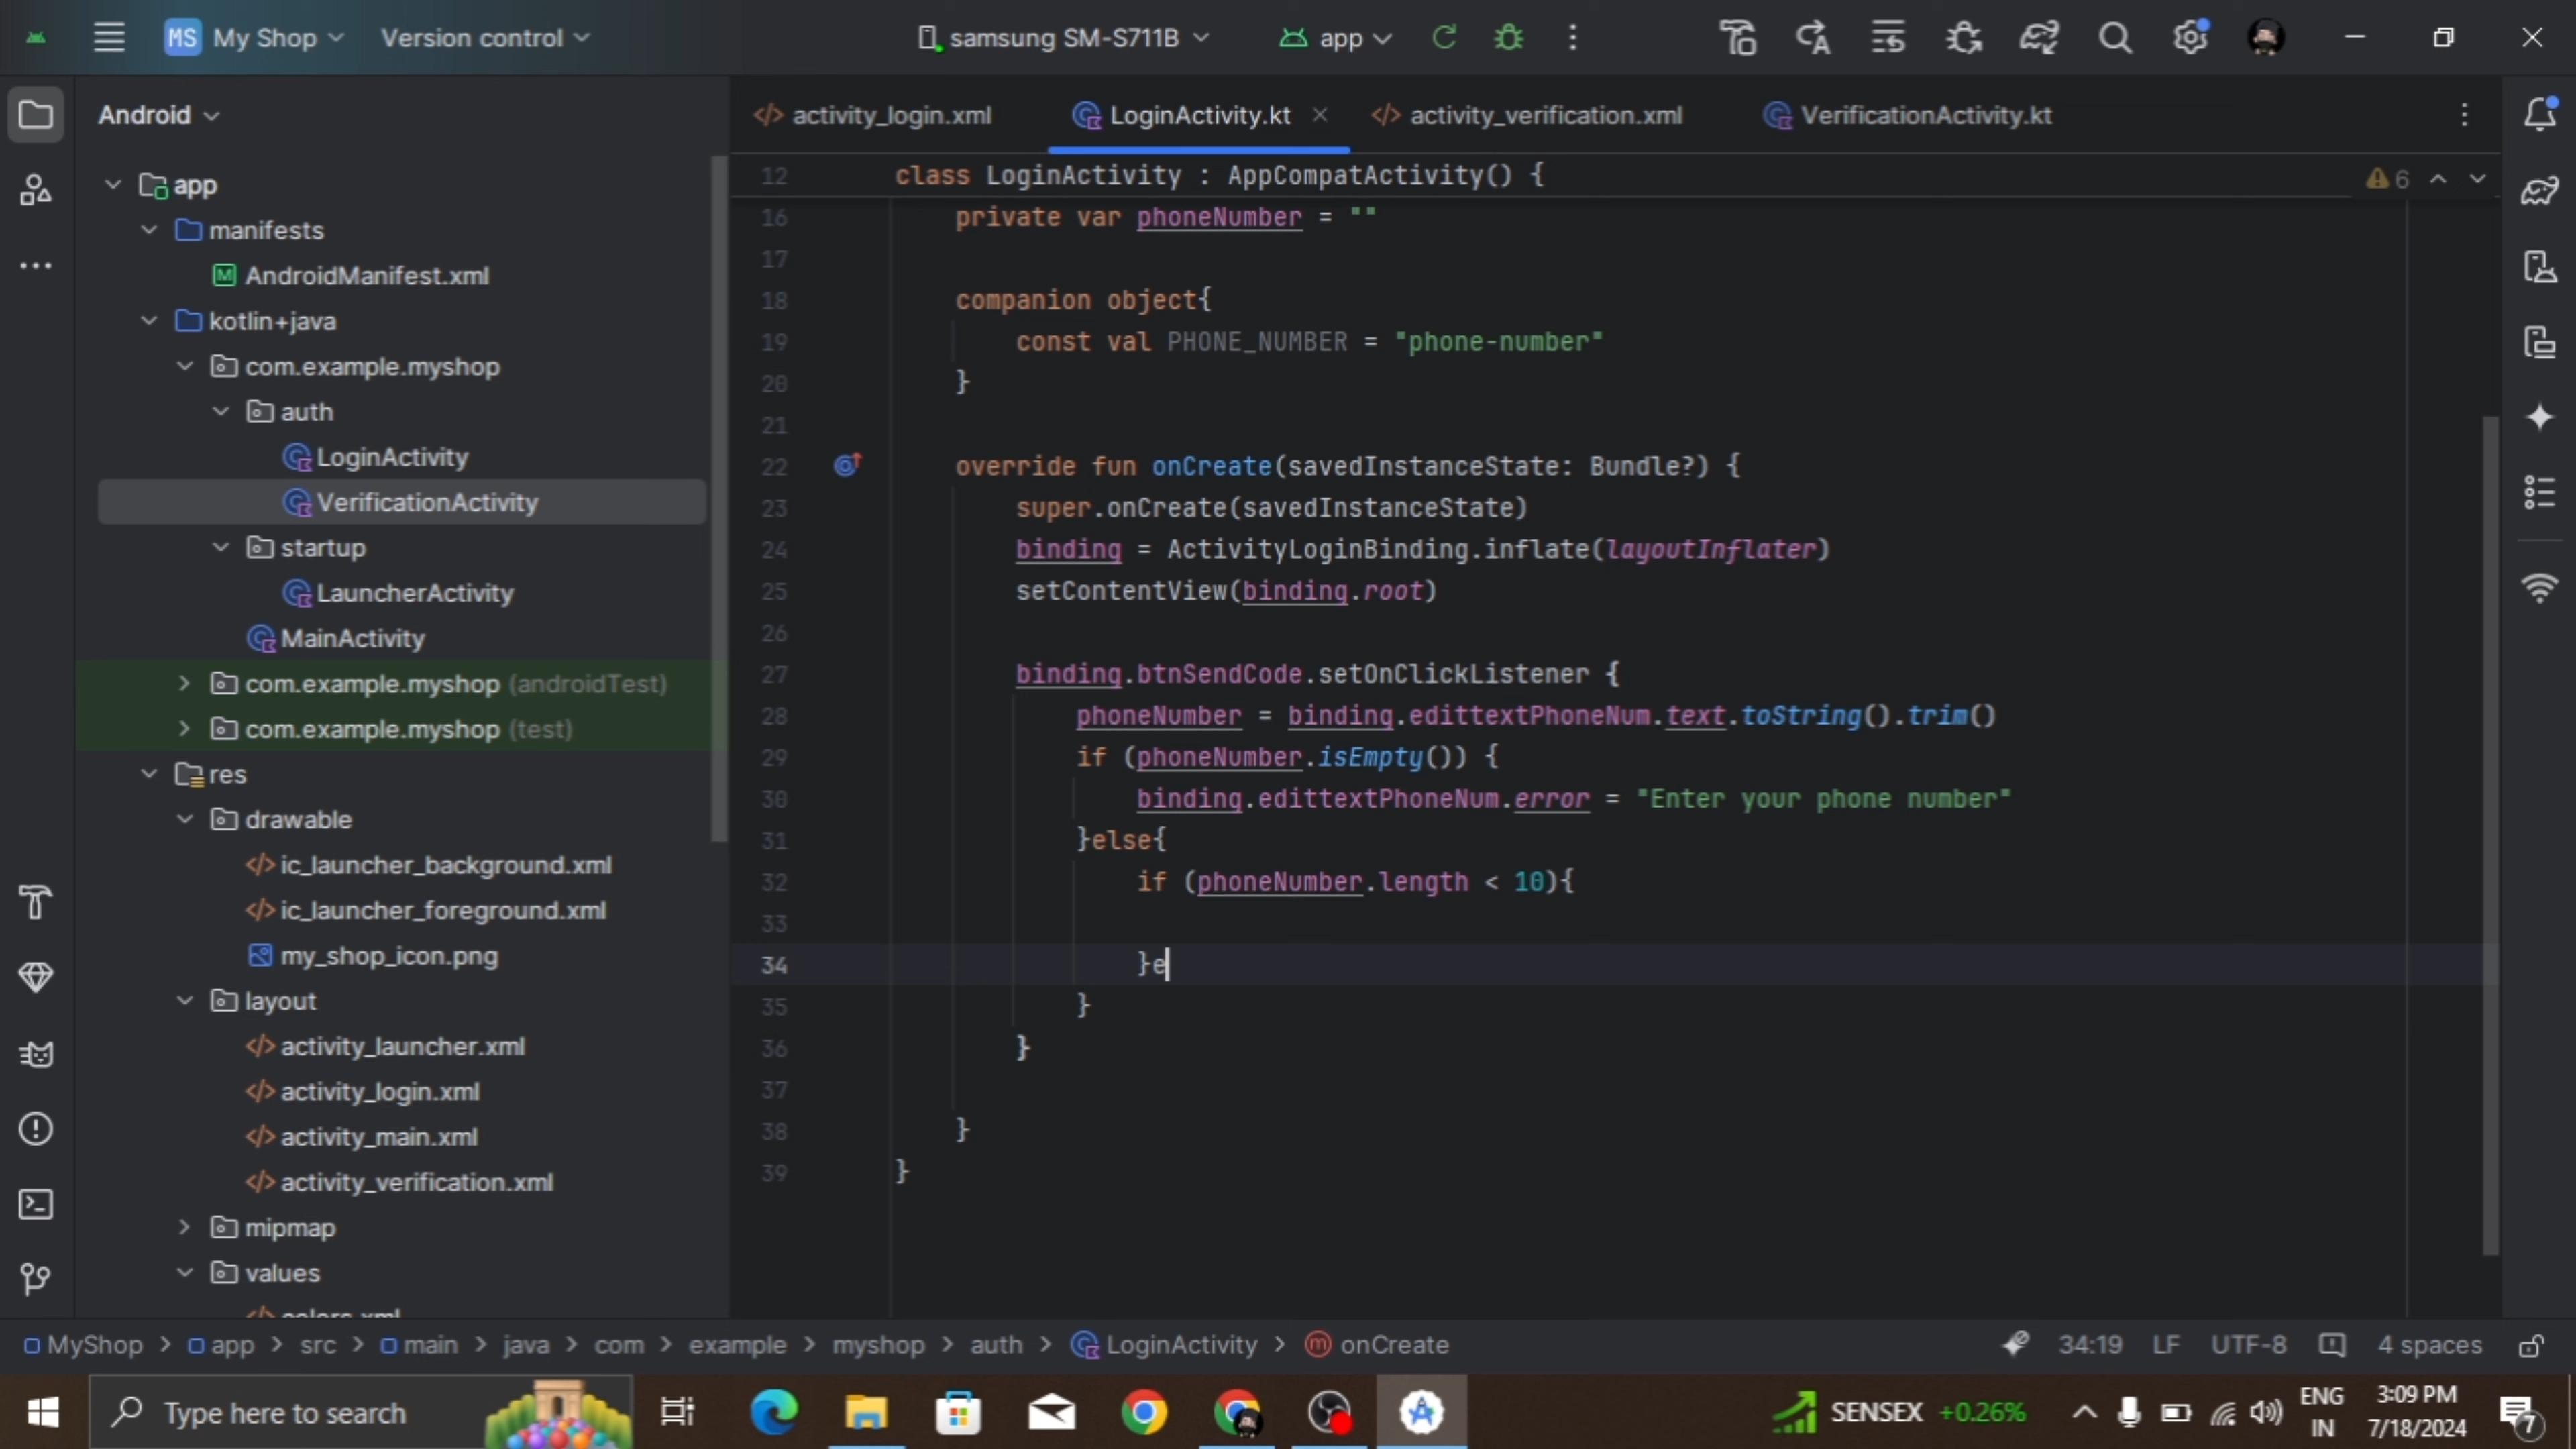 MS My Shop Version control samsung SM-S711B app
Android
app
manifests
AndroidManifest.xml
kotlin+java
com.example.myshop
auth
LoginActivity
VerificationActivity
startup
LauncherActivity
MainActivity
com.example.myshop (androidTest)
com.example.myshop (test)
res
drawable
ic_launcher_background.xml
ic_launcher_foreground.xml
my_shop_icon.png
layout
activity_launcher.xml
activity_login.xml
activity_main.xml
activity_verification.xml
mipmap
values
colors.xml
activity_login.xml LoginActivity.kt activity_verification.xml VerificationActivity.kt
12 class LoginActivity : AppCompatActivity() { 6
16 private var phoneNumber = ""
17
18 companion object{
19 const val PHONE_NUMBER = "phone-number"
20 }
21
22 override fun onCreate(savedInstanceState: Bundle?) {
23 super.onCreate(savedInstanceState)
24 binding = ActivityLoginBinding.inflate(layoutInflater)
25 setContentView(binding.root)
26
27 binding.btnSendCode.setOnClickListener {
28 phoneNumber = binding.edittextPhoneNum.text.toString().trim()
29 if (phoneNumber.isEmpty()) {
30 binding.edittextPhoneNum.error = "Enter your phone number"
31 }else{
32 if (phoneNumber.length < 10){
33
34 }e
35 }
36 }
37
38 }
39 }
MyShop > app > src > main > java > com > example > myshop > auth > LoginActivity > m onCreate 34:19 LF UTF-8 4 spaces
Type here to search SENSEX +0.26% ENG IN 3:09 PM 7/18/2024 7